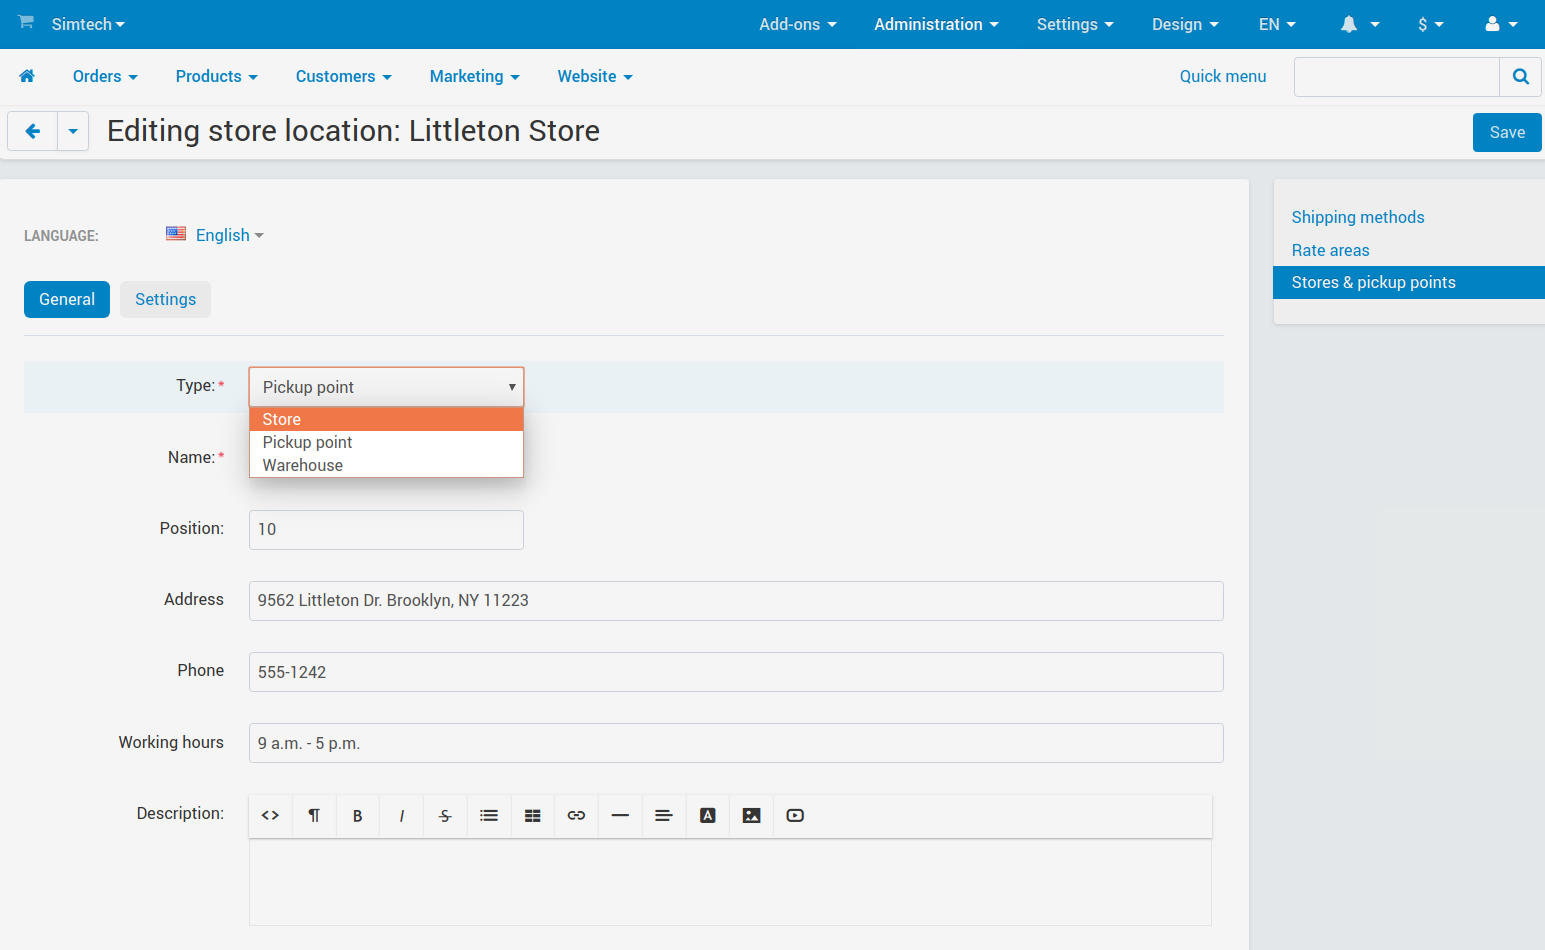 Simtech
Add-ons Administration Settings Design EN $
Orders Products Customers Marketing Website Quick menu
Editing store location: Littleton Store
Save
LANGUAGE: English
General Settings
Shipping methods
Rate areas
Stores & pickup points
Type:* Pickup point
Store
Pickup point
Warehouse
Name:*
Position: 10
Address 9562 Littleton Dr. Brooklyn, NY 11223
Phone 555-1242
Working hours 9 a.m. - 5 p.m.
Description: <> ¶ B I S A